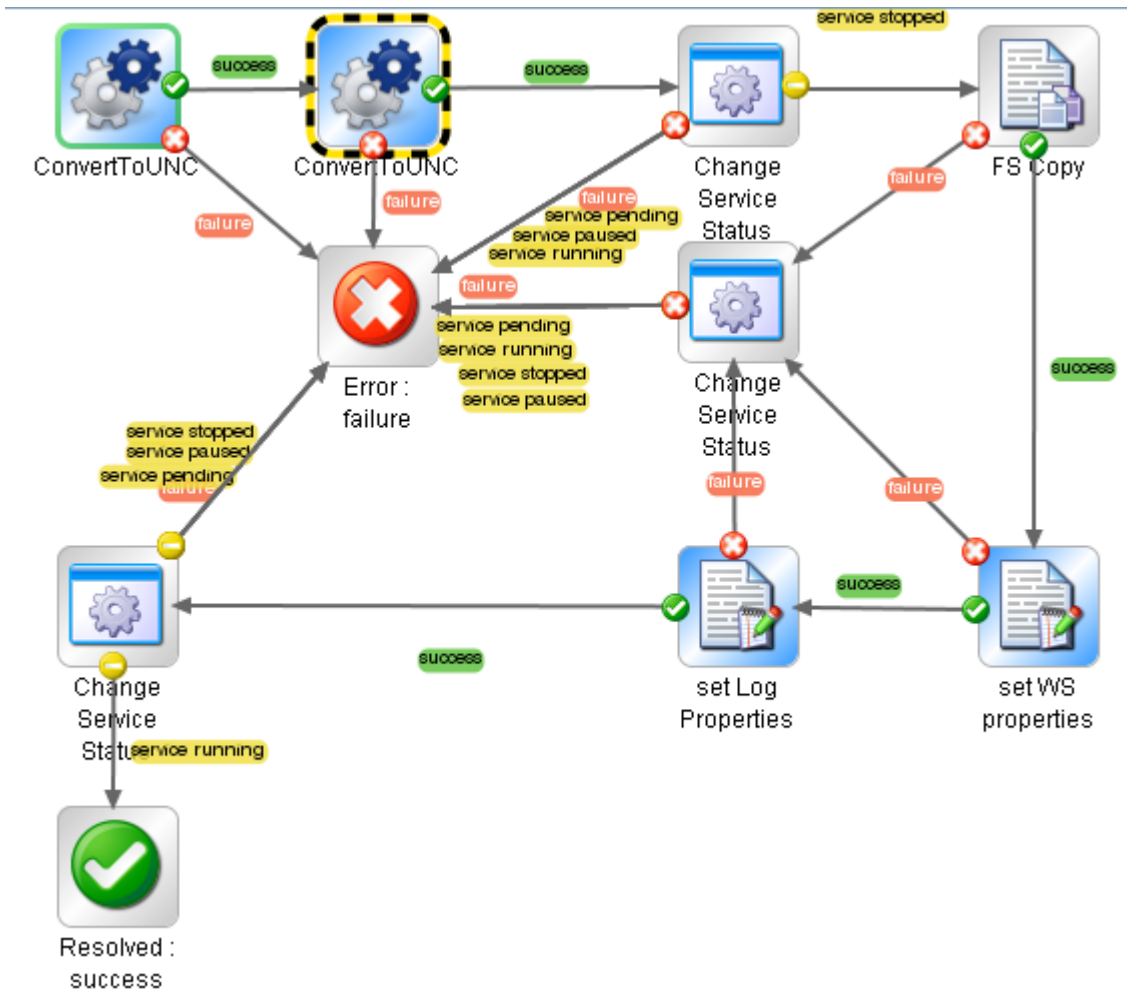 service stopped
success
success
ConvertToUNC
ConvertToUNC
Change
Service
Status
FS Copy
failure
failure
failure
failure
service pending
service paused
service running
failure
service pending
service running
service stopped
service paused
Error :
failure
Change
Service
Status
success
service stopped
service paused
service pending
failure
failure
failure
success
success
Change
Service
Status
set Log
Properties
set WS
properties
service running
Resolved :
success